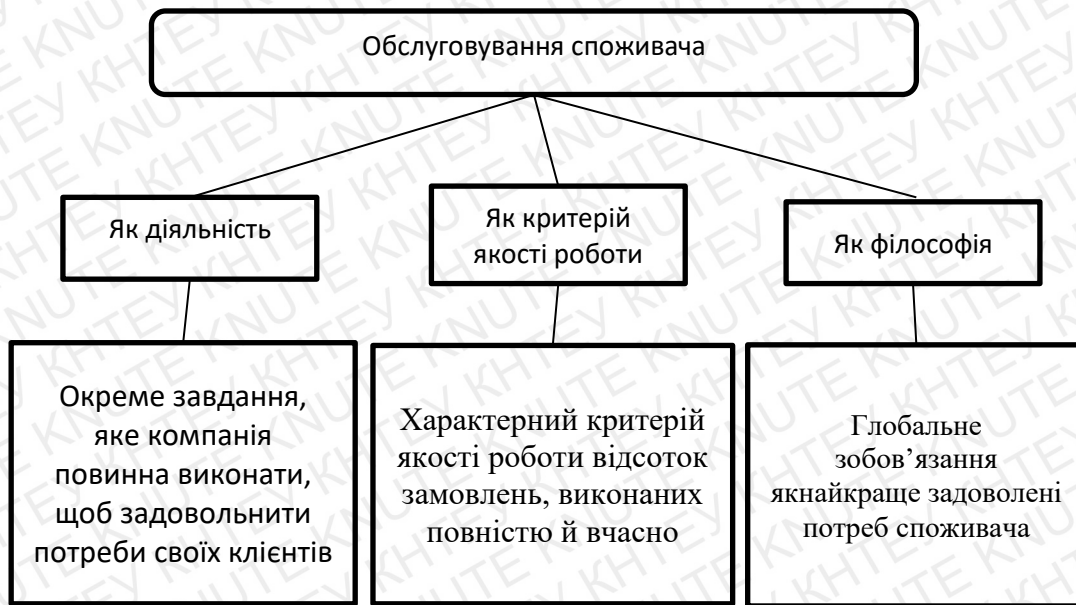 Обслуговування споживача
Як діяльність
Як критерій
якості роботи
Як філософія
Окреме завдання,
яке компанія
повинна виконати,
щоб задовольнити
потреби своїх клієнтів
Характерний критерій
якості роботи відсоток
замовлень, виконаних
повністю й вчасно
Глобальне
зобов’язання
якнайкраще задоволені
потреб споживача